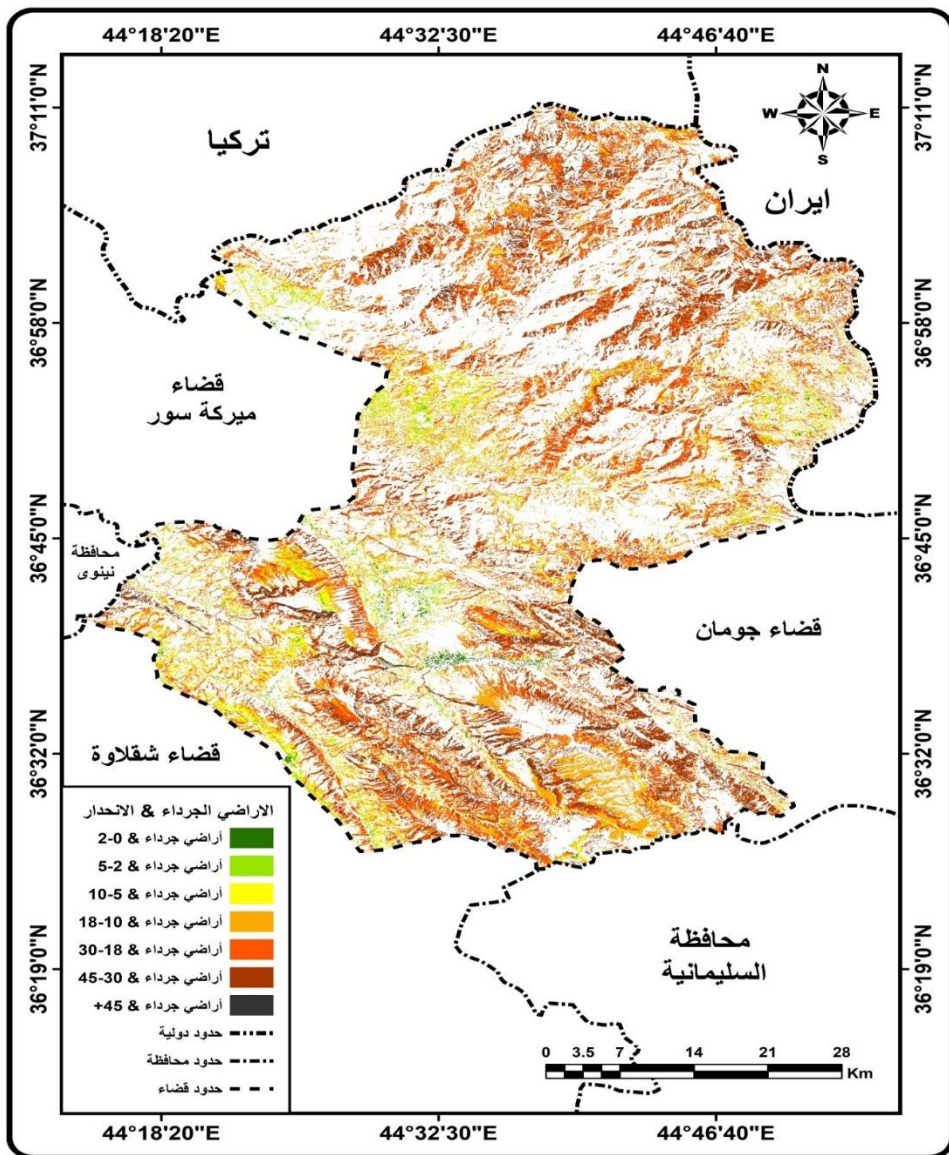 44°18'20"E
44°32'30"E
44°46'40"E
37°11'0"N
37°11'0"N
N
W
E
S
تركيا
ايران
36°58'0"N
36°58'0"N
قضاء
ميركة سور
36°45'0"N
36°45'0"N
محافظة
نينوى
قضاء جومان
36°32'0"N
36°32'0"N
قضاء شقلاوة
الاراضي الجرداء & الانحدار
أراضي جرداء & 0-2
أراضي جرداء & 2-5
أراضي جرداء & 5-10
أراضي جرداء & 10-18
أراضي جرداء & 18-30
أراضي جرداء & 30-45
أراضي جرداء & 45+
حدود دولية
حدود محافظة
حدود قضاء
محافظة
السليمانية
36°19'0"N
36°19'0"N
0 3.5 7 14 21 28
Km
44°18'20"E
44°32'30"E
44°46'40"E